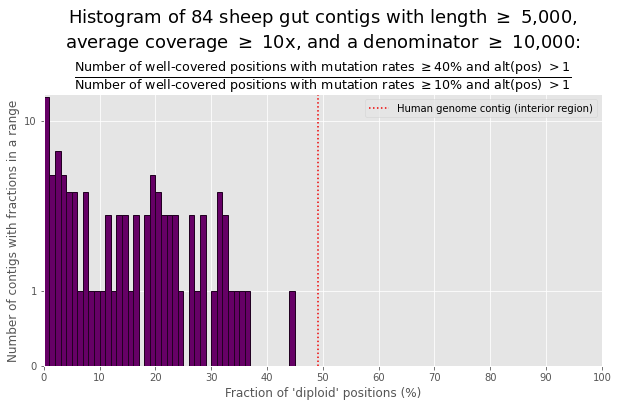 Histogram of 84 sheep gut contigs with length ≥ 5,000,
average coverage ≥ 10x, and a denominator ≥ 10,000:
Number of well-covered positions with mutation rates ≥40% and alt(pos) >1
Number of well-covered positions with mutation rates ≥10% and alt(pos) >1
Human genome contig (interior region)
Number of contigs with fractions in a range
10
1
0
0 10 20 30 40 50 60 70 80 90 100
Fraction of 'diploid' positions (%)